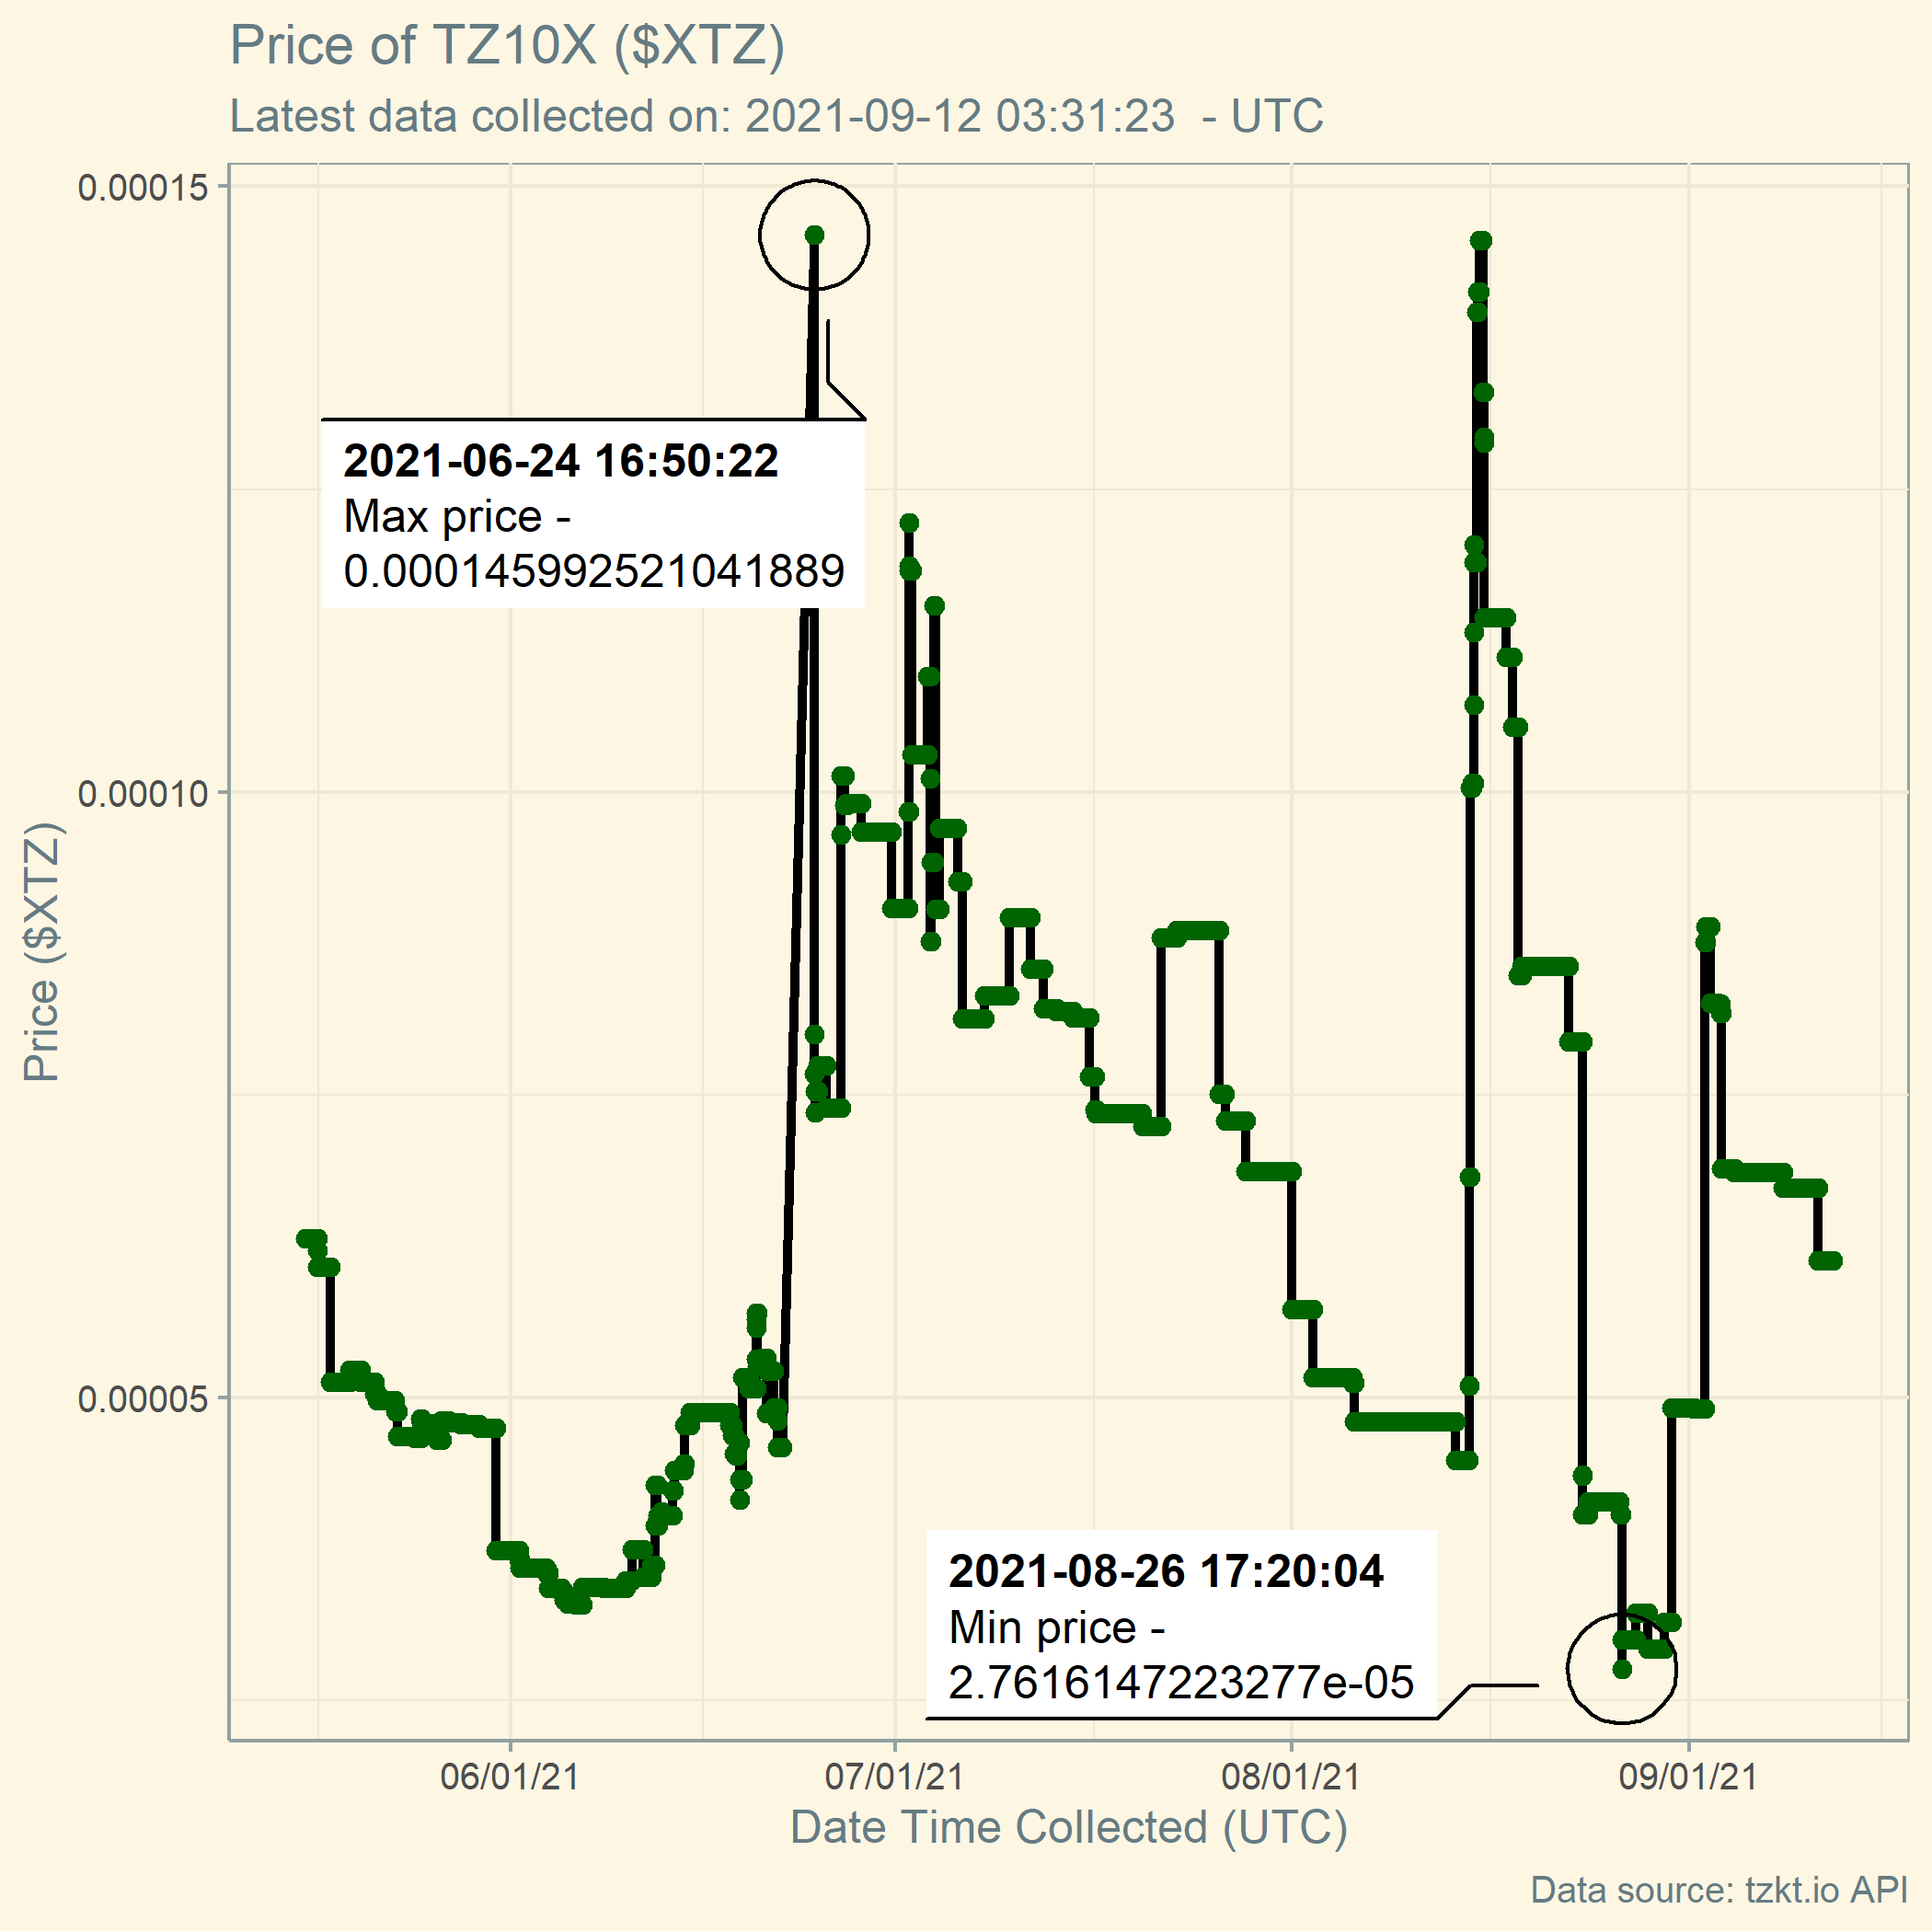 Price of TZ10X ($XTZ)
Latest data collected on: 2021-09-12 03:31:23  - UTC
0.00015
2021-06-24 16:50:22
Max price -
0.000145992521041889
0.00010
Price ($XTZ)
0.00005
2021-08-26 17:20:04
Min price -
2.7616147223277e-05
06/01/21
07/01/21
08/01/21
09/01/21
Date Time Collected (UTC)
Data source: tzkt.io API